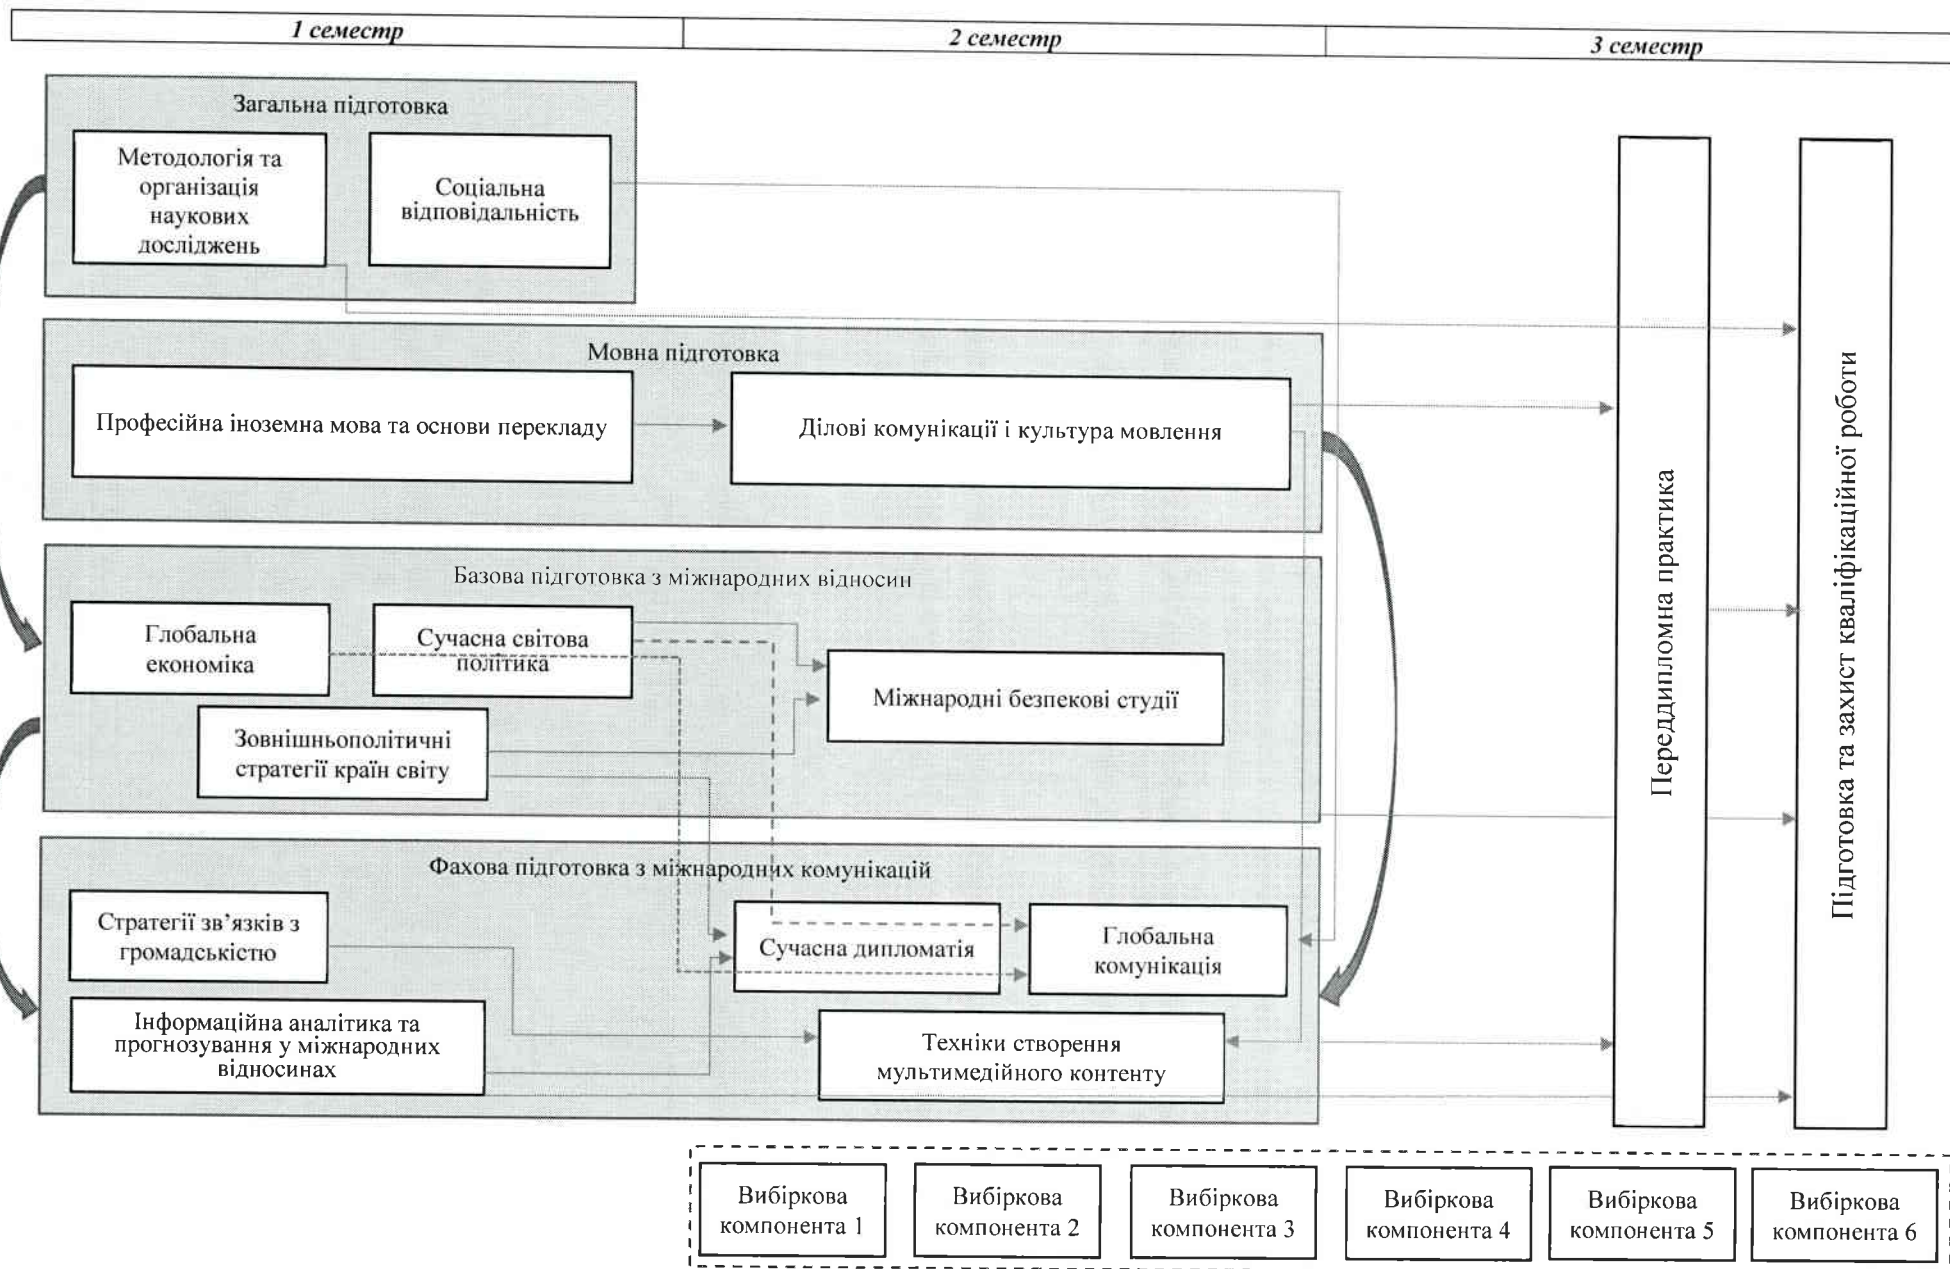 1 семестр
2 семестр
3 семестр
Загальна підготовка
Методологія та
організація
наукових
досліджень
Соціальна
відповідальність
Мовна підготовка
Професійна іноземна мова та основи перекладу
Ділові комунікації і культура мовлення
Базова підготовка з міжнародних відносин
Глобальна
економіка
Сучасна світова
політика
Міжнародні безпекові студії
Зовнішньополітичні
стратегії країн світу
Фахова підготовка з міжнародних комунікацій
Стратегії зв’язків з
громадськістю
Сучасна дипломатія
Глобальна
комунікація
Інформаційна аналітика та
прогнозування у міжнародних
відносинах
Техніки створення
мультимедійного контенту
Переддипломна практика
Підготовка та захист кваліфікаційної роботи
Вибіркова
компонента 1
Вибіркова
компонента 2
Вибіркова
компонента 3
Вибіркова
компонента 4
Вибіркова
компонента 5
Вибіркова
компонента 6